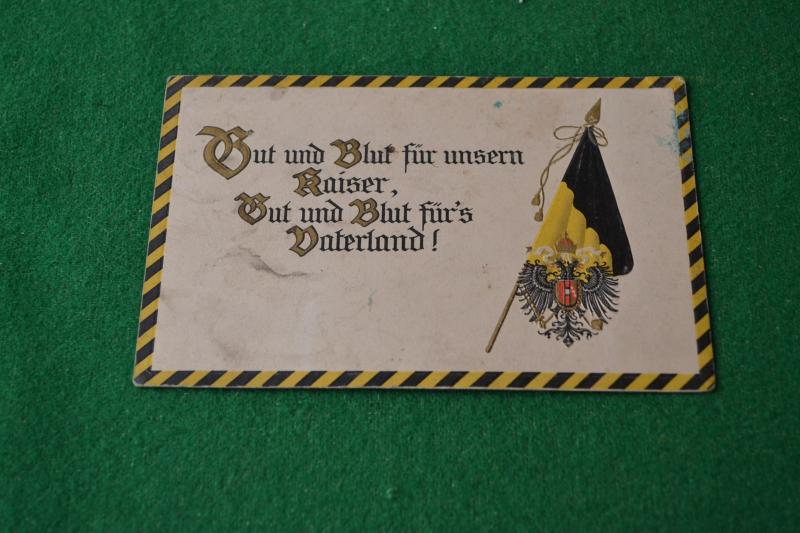 Gut und Blut für unsern
Kaiser,
Gut und Blut für's
Vaterland!